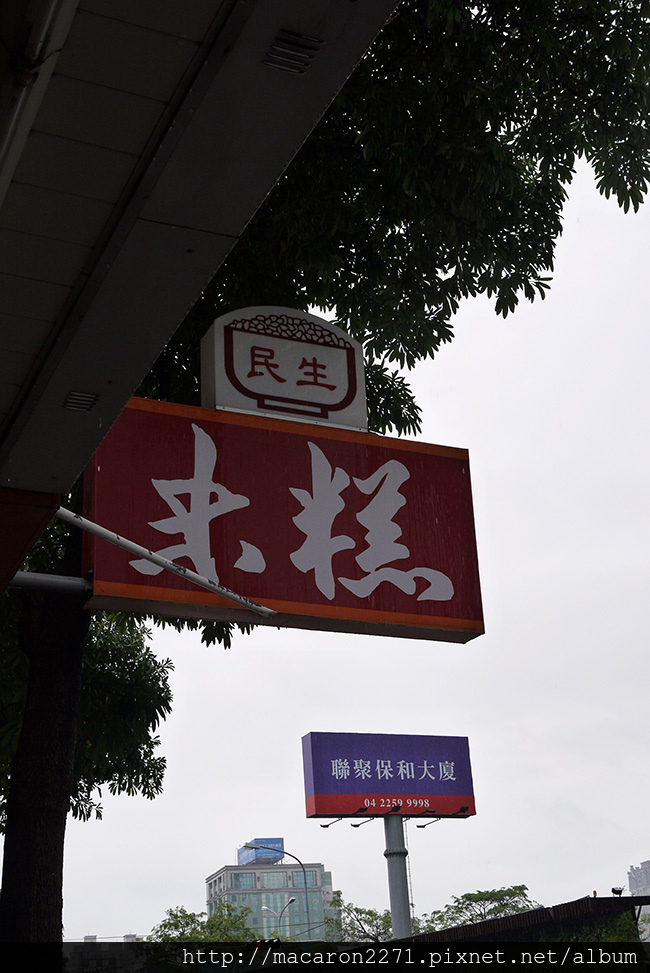 民生
米糕
聯聚保和大廈
04 2259 9998
http://macaron2271.pixnet.net/album